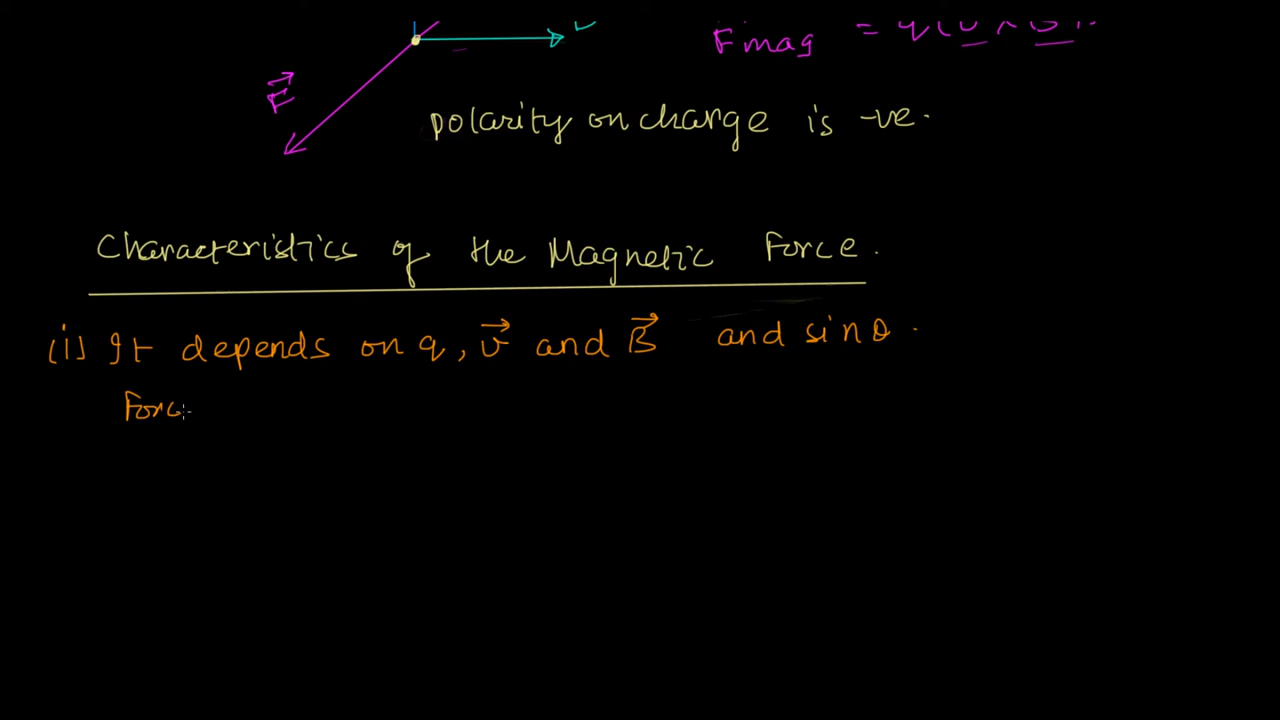 Fmag = q(
F
polarity on charge is -ve.
Characteristics of the Magnetic Force.
(i) It depends on q, v⃗ and B⃗ and sin θ.
Forc